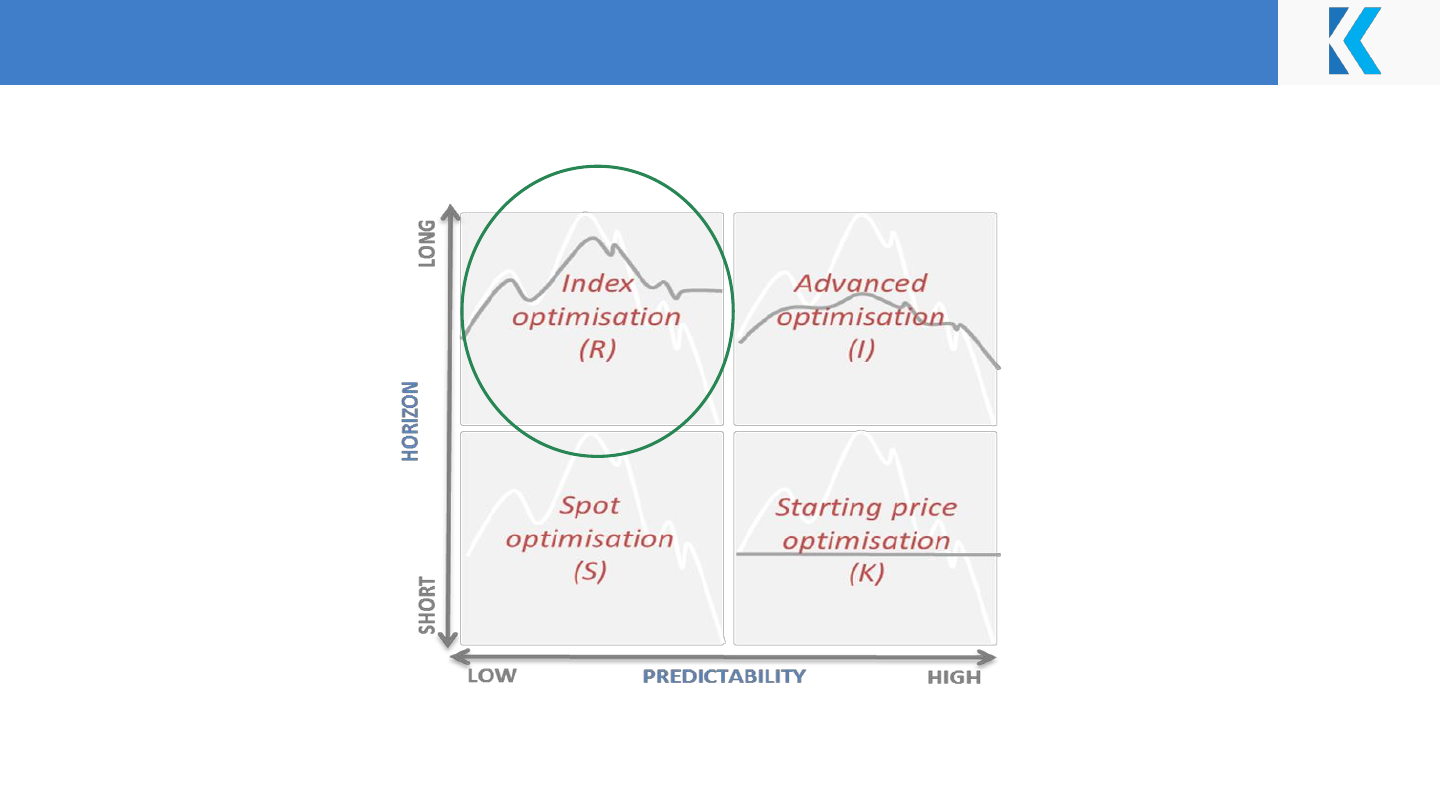 LONG
HORIZON
SHORT
Index
optimisation
(R)
Advanced
optimisation
(I)
Spot
optimisation
(S)
Starting price
optimisation
(K)
LOW
PREDICTABILITY
HIGH